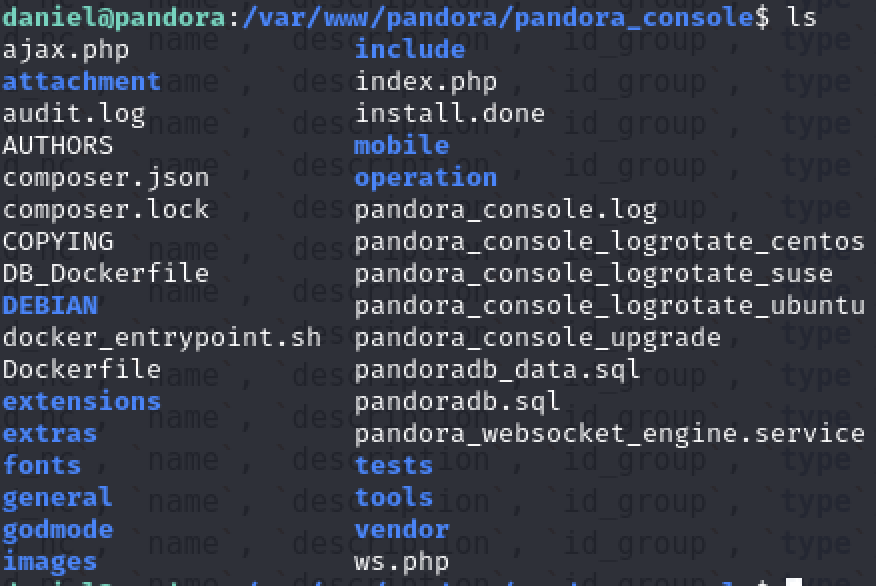 daniel@pandora:/var/www/pandora/pandora_console$ ls
ajax.php include
attachment index.php
audit.log install.done
AUTHORS mobile
composer.json operation
composer.lock pandora_console.log
COPYING pandora_console_logrotate_centos
DB_Dockerfile pandora_console_logrotate_suse
DEBIAN pandora_console_logrotate_ubuntu
docker_entrypoint.sh pandora_console_upgrade
Dockerfile pandoradb_data.sql
extensions pandoradb.sql
extras pandora_websocket_engine.service
fonts tests
general tools
godmode vendor
images ws.php